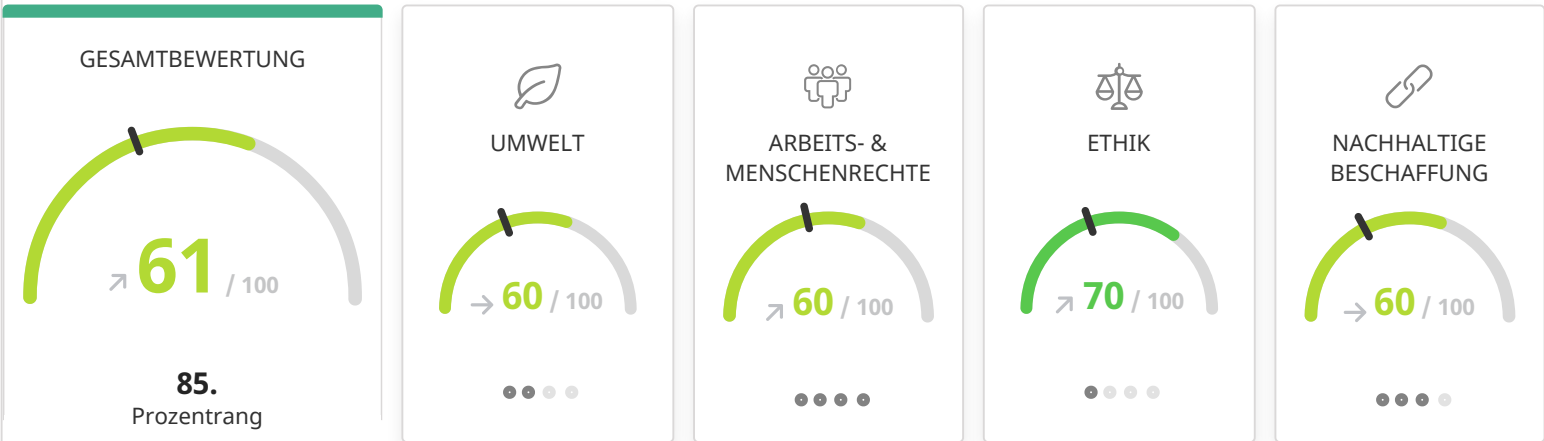 GESAMTBEWERTUNG
61 / 100
85.
Prozentrang
UMWELT
60 / 100
ARBEITS- &
MENSCHENRECHTE
60 / 100
ETHIK
70 / 100
NACHHALTIGE
BESCHAFFUNG
60 / 100